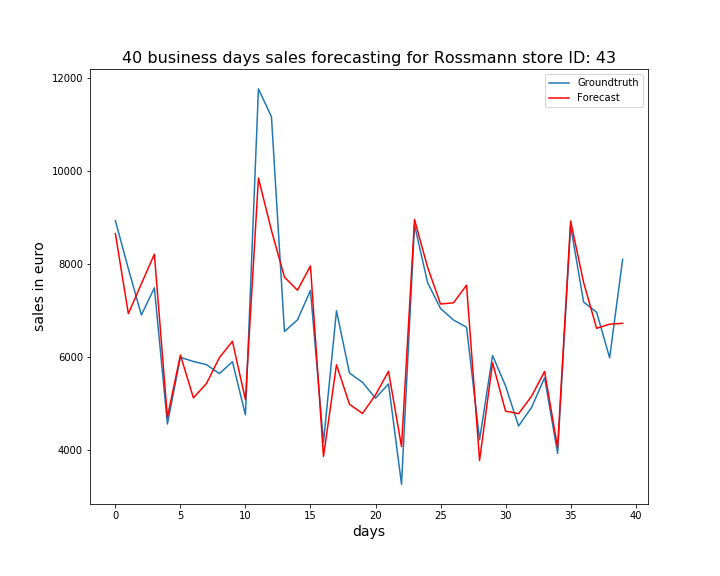 40 business days sales forecasting for Rossmann store ID: 43
Groundtruth
Forecast
12000
10000
8000
6000
4000
sales in euro
0 5 10 15 20 25 30 35 40
days